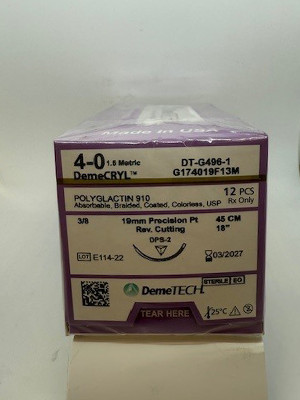 Made in USA
4-0 1.5 Metric DT-G496-1
DemeCRYL™ G174019F13M
POLYGLACTIN 910 12 PCS
Absorbable, Braided, Coated, Colorless, USP Rx Only
3/8 19mm Precision Pt 45 CM
Rev. Cutting 18"
DPS-2
LOT E114-22 03/2027
DemeTECH STERILE EO
TEAR HERE 25°C